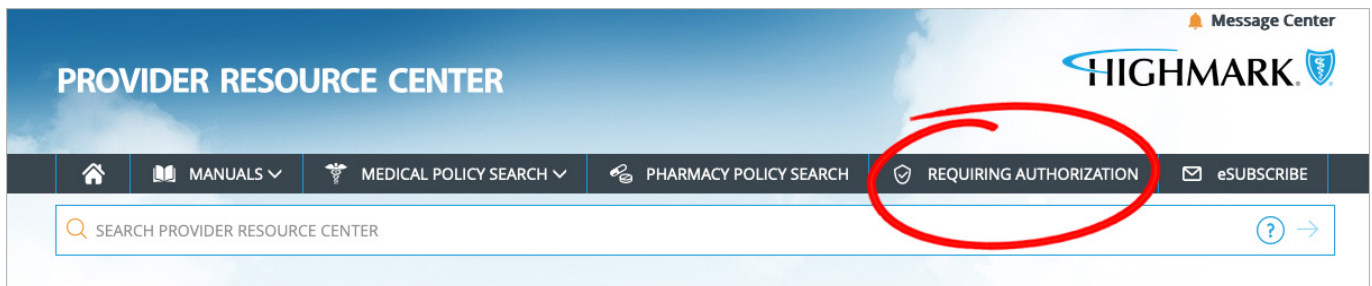 Message Center
PROVIDER RESOURCE CENTER
HIGHMARK.
MANUALS MEDICAL POLICY SEARCH PHARMACY POLICY SEARCH REQUIRING AUTHORIZATION eSUBSCRIBE
SEARCH PROVIDER RESOURCE CENTER ?